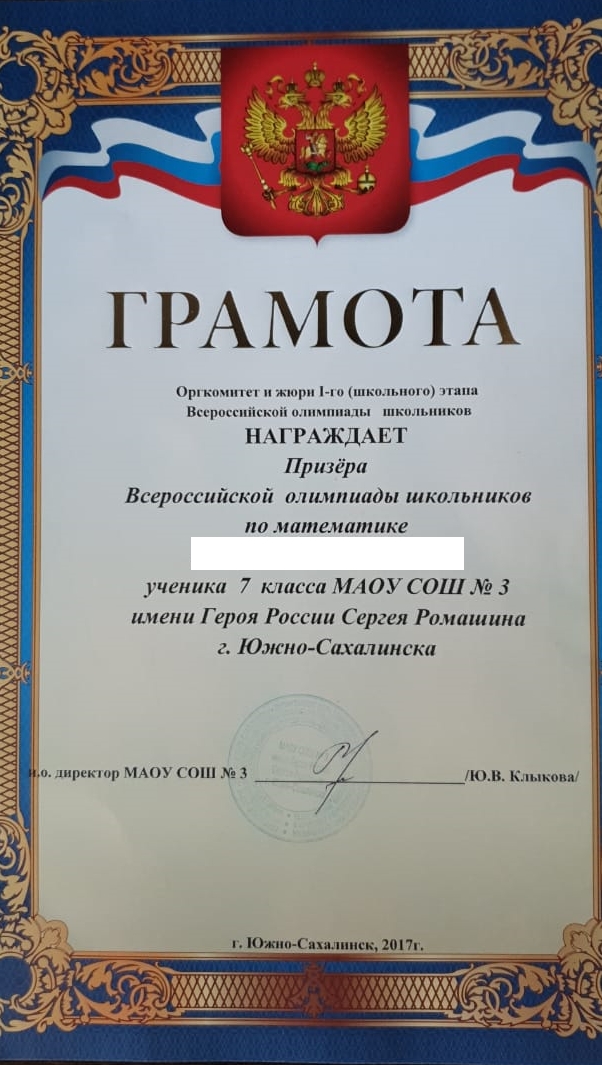 ГРАМОТА
Оргкомитет и жюри I-го (школьного) этапа
Всероссийской олимпиады школьников
НАГРАЖДАЕТ
Призёра
Всероссийской олимпиады школьников
по математике
ученика 7 класса МАОУ СОШ № 3
имени Героя России Сергея Ромашина
г. Южно-Сахалинска
и.о. директор МАОУ СОШ № 3 /Ю.В. Клыкова/
г. Южно-Сахалинск, 2017г.